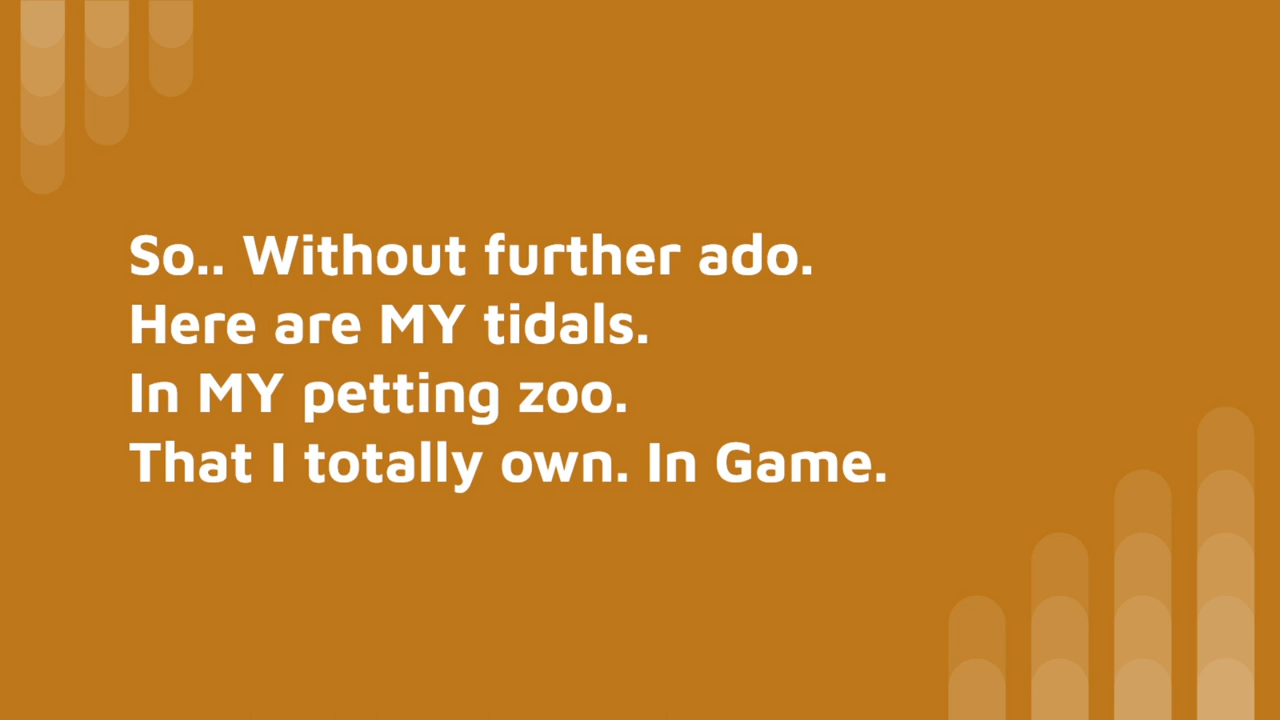 So.. Without further ado.
Here are MY tidals.
In MY petting zoo.
That I totally own. In Game.